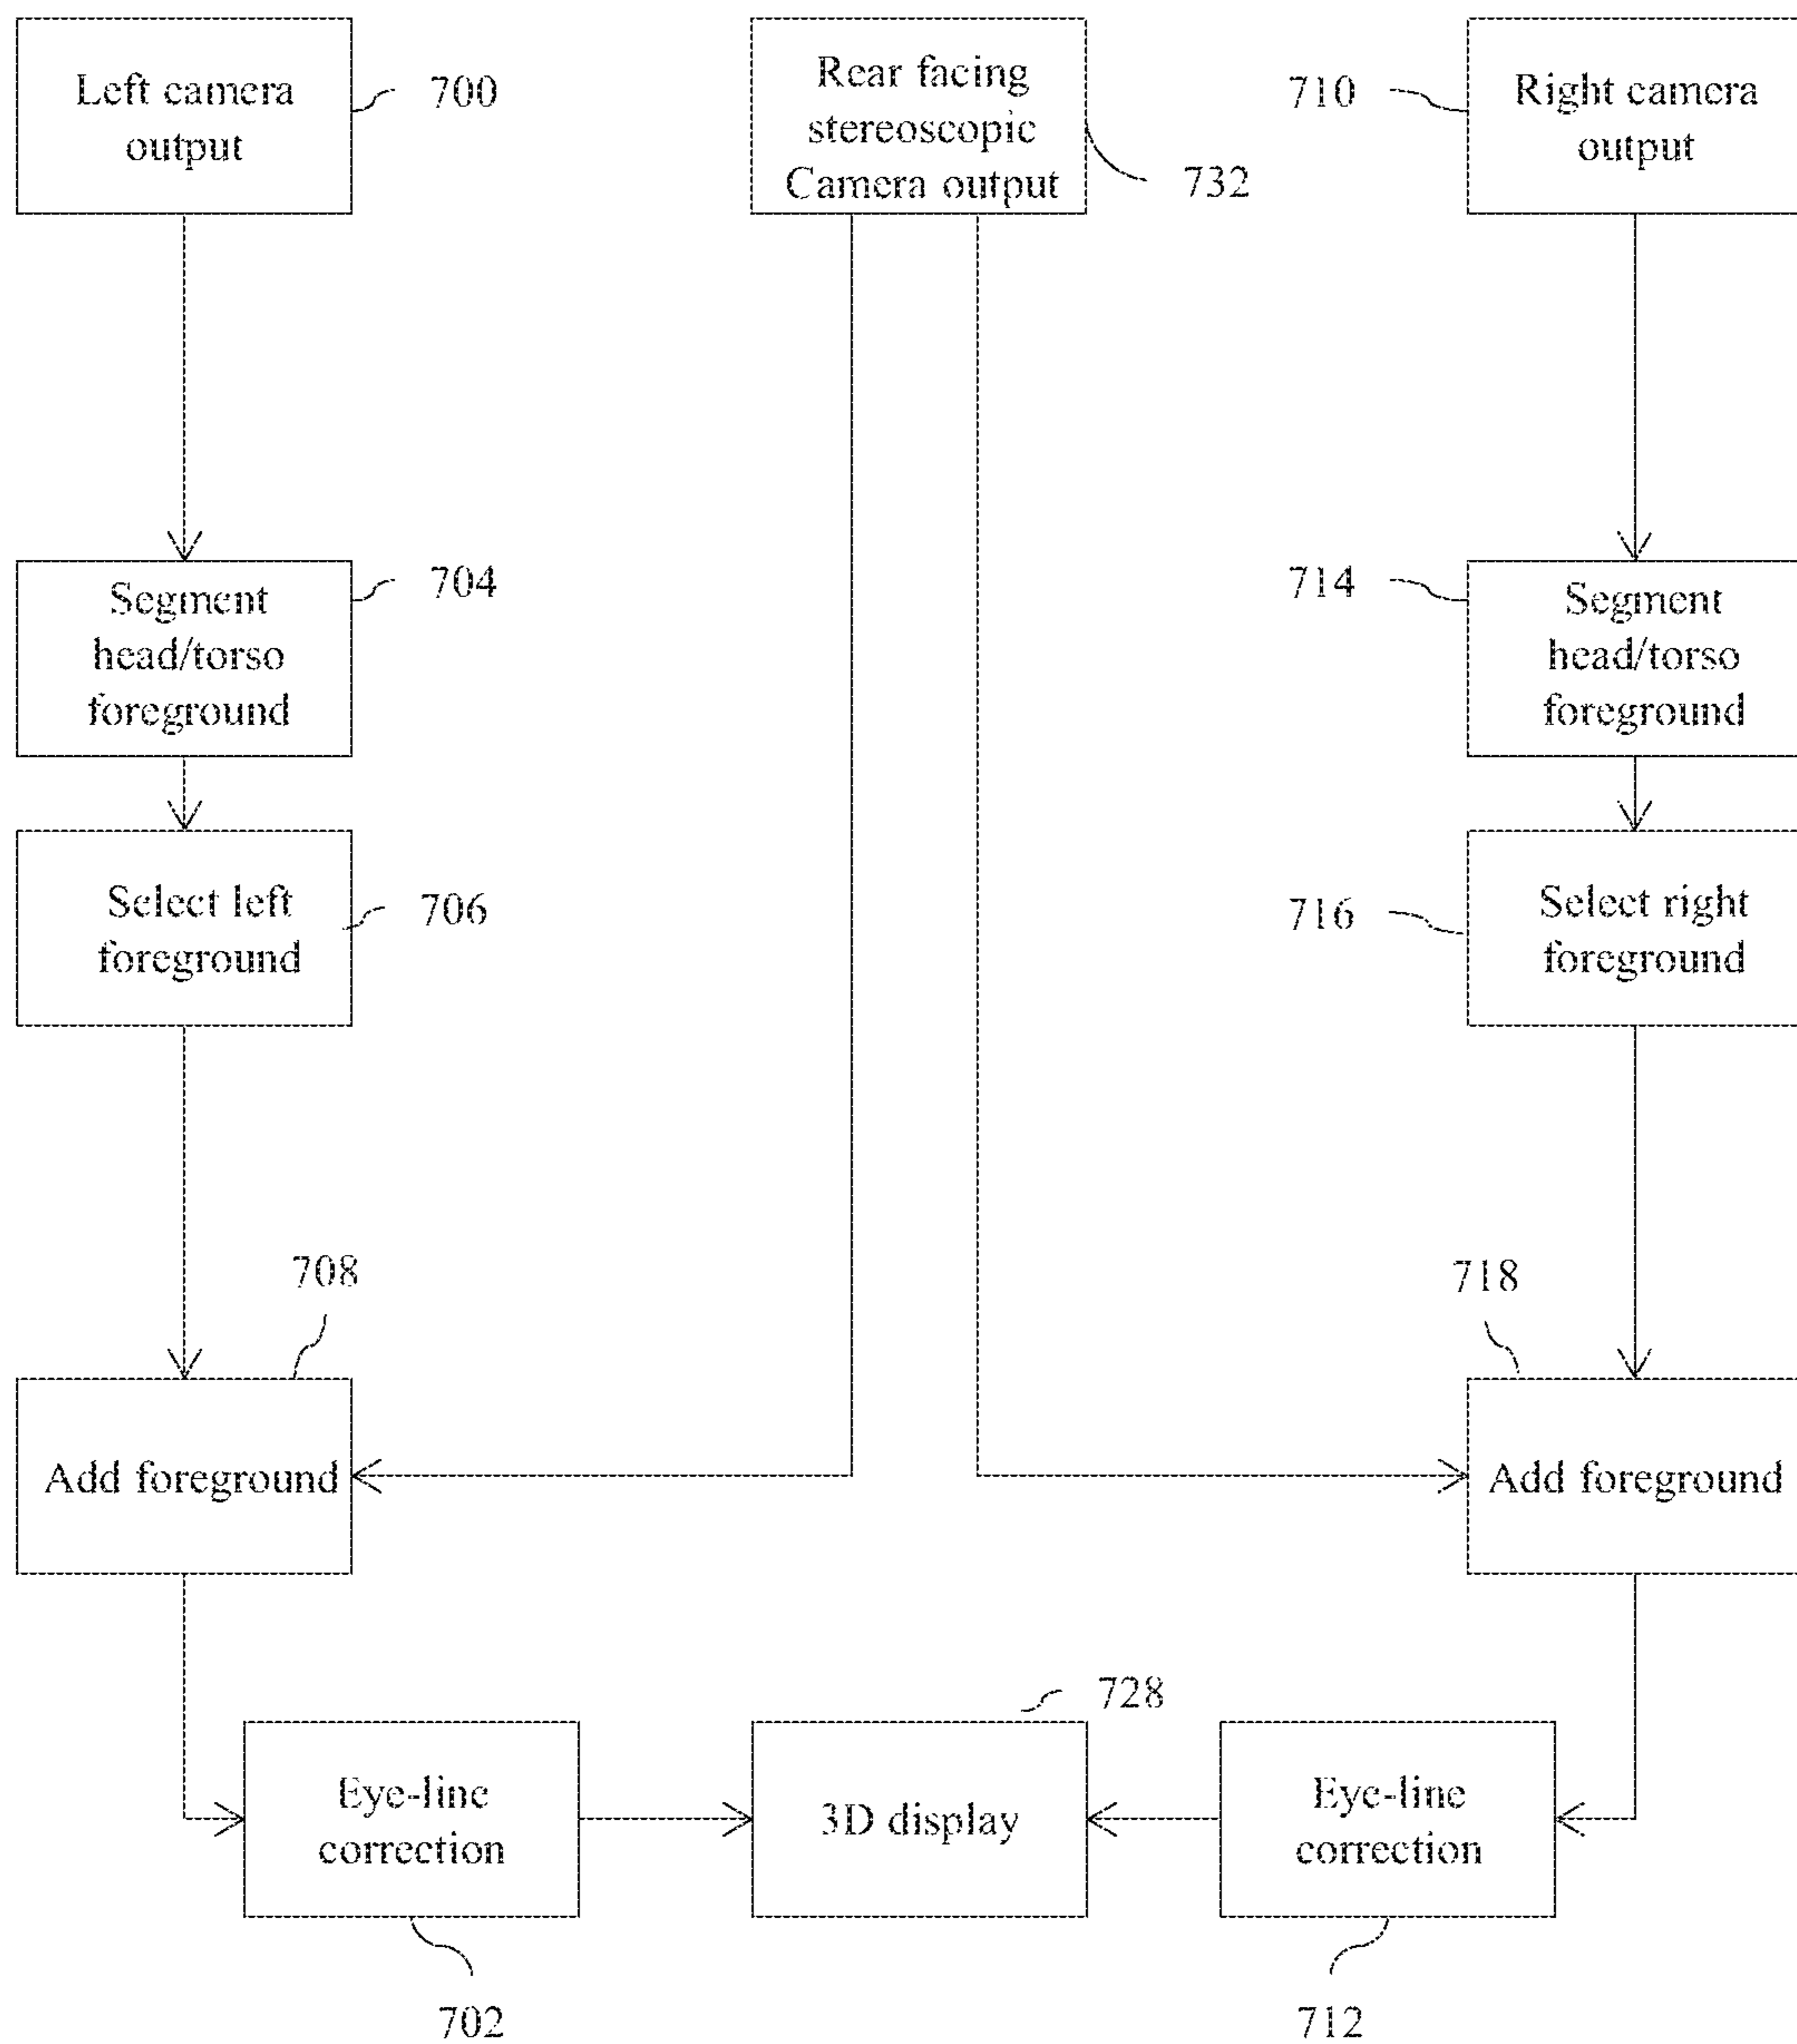 Left camera
output
700
Rear facing
stereoscopic
Camera output
732
710
Right camera
output
Segment
head/torso
foreground
704
714
Segment
head/torso
foreground
Select left
foreground
706
716
Select right
foreground
708
718
Add foreground
Add foreground
728
Eye-line
correction
3D display
Eye-line
correction
702
712